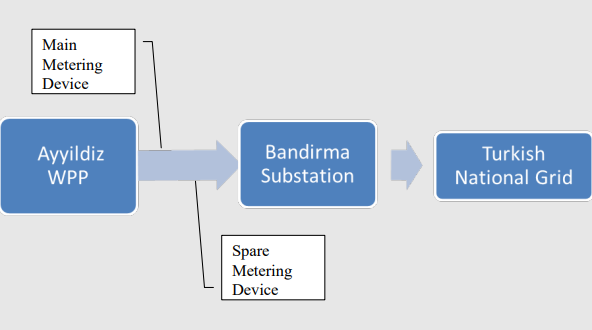 Main
Metering
Device
Ayyildiz
WPP
Bandirma
Substation
Turkish
National Grid
Spare
Metering
Device